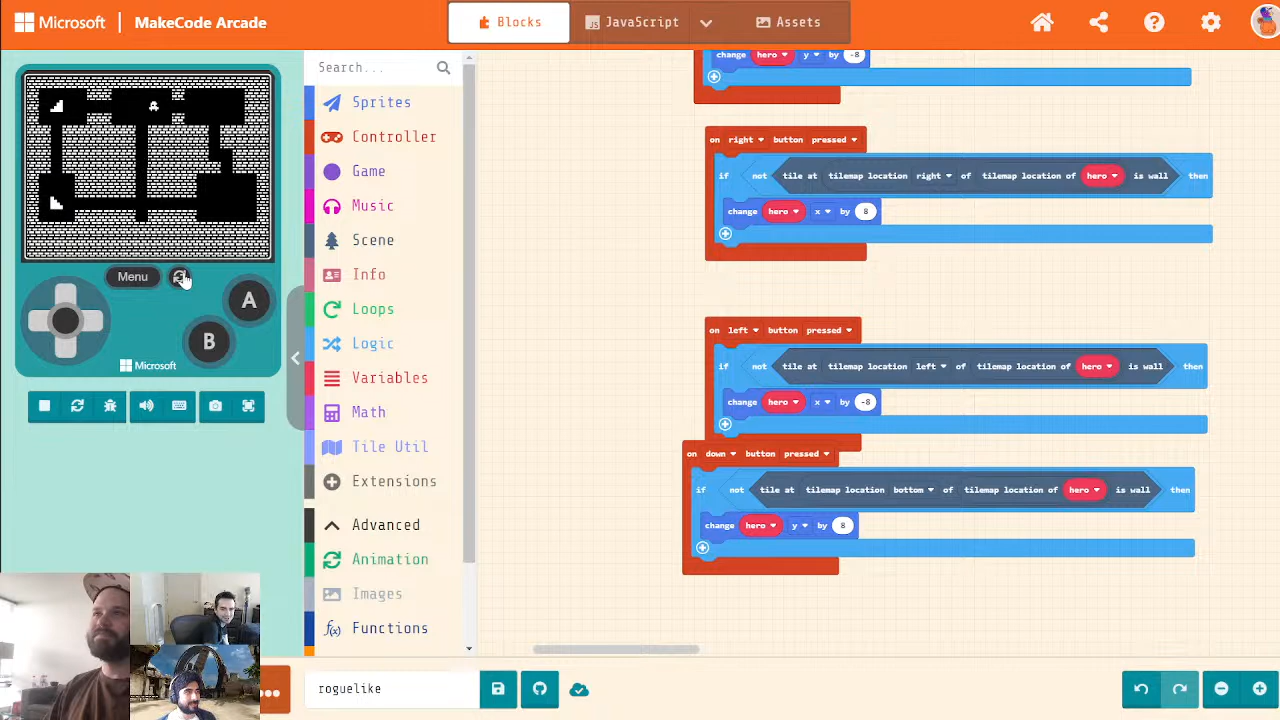 Microsoft | MakeCode Arcade
Blocks
JavaScript
Assets
Menu
A
B
Microsoft
Search...
Sprites
Controller
Game
Music
Scene
Info
Loops
Logic
Variables
Math
Tile Util
Extensions
Advanced
Animation
Images
Functions
change hero y by -8
on right button pressed
if not tile at tilemap location right of tilemap location of hero is wall then
change hero x by 8
on left button pressed
if not tile at tilemap location left of tilemap location of hero is wall then
change hero x by -8
on down button pressed
if not tile at tilemap location bottom of tilemap location of hero is wall then
change hero y by 8
roguelike